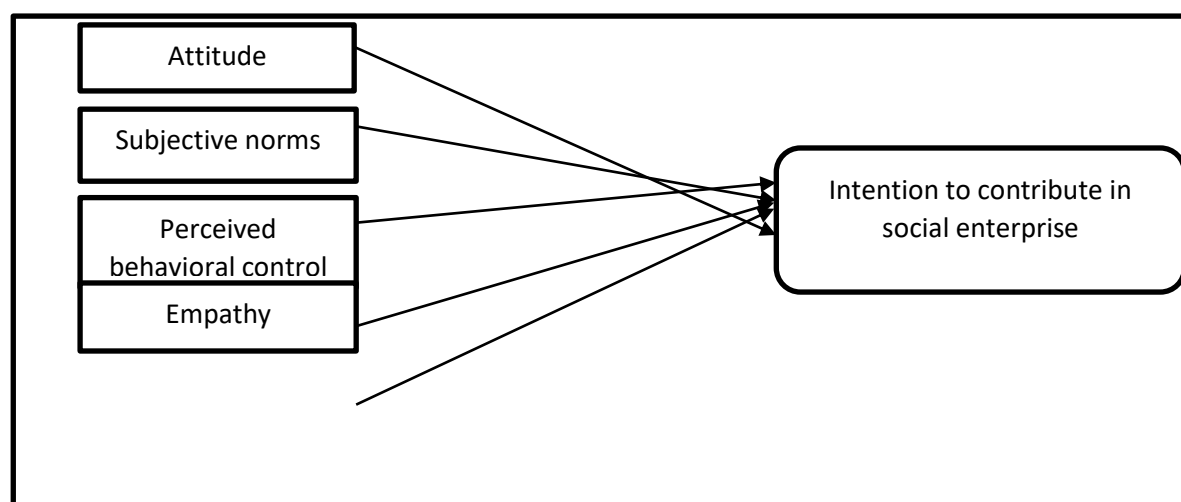 Attitude
Subjective norms
Perceived
behavioral control
Empathy
Intention to contribute in
social enterprise